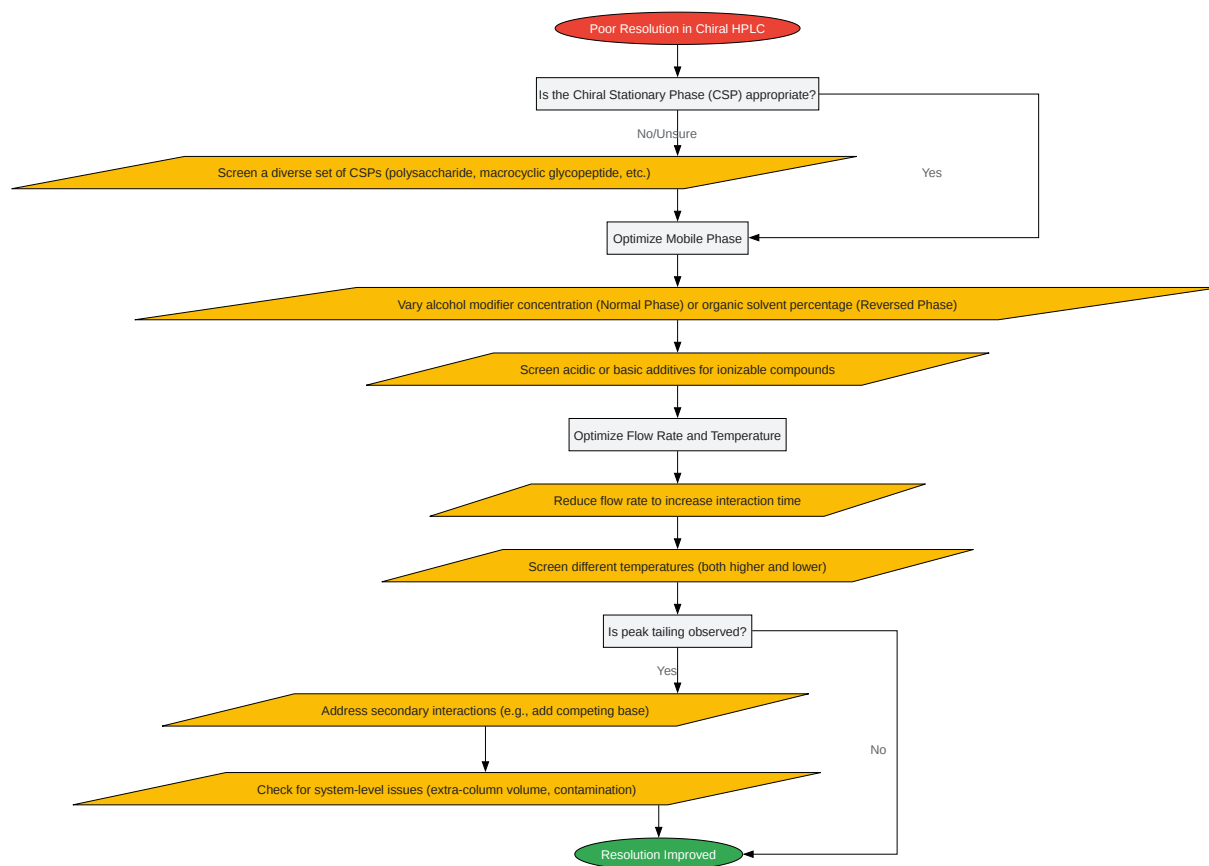 Poor Resolution in Chiral HPLC
Is the Chiral Stationary Phase (CSP) appropriate?
No/Unsure
Screen a diverse set of CSPs (polysaccharide, macrocyclic glycopeptide, etc.)
Yes
Optimize Mobile Phase
Vary alcohol modifier concentration (Normal Phase) or organic solvent percentage (Reversed Phase)
Screen acidic or basic additives for ionizable compounds
Optimize Flow Rate and Temperature
Reduce flow rate to increase interaction time
Screen different temperatures (both higher and lower)
Is peak tailing observed?
Yes
Address secondary interactions (e.g., add competing base)
No
Check for system-level issues (extra-column volume, contamination)
Resolution Improved